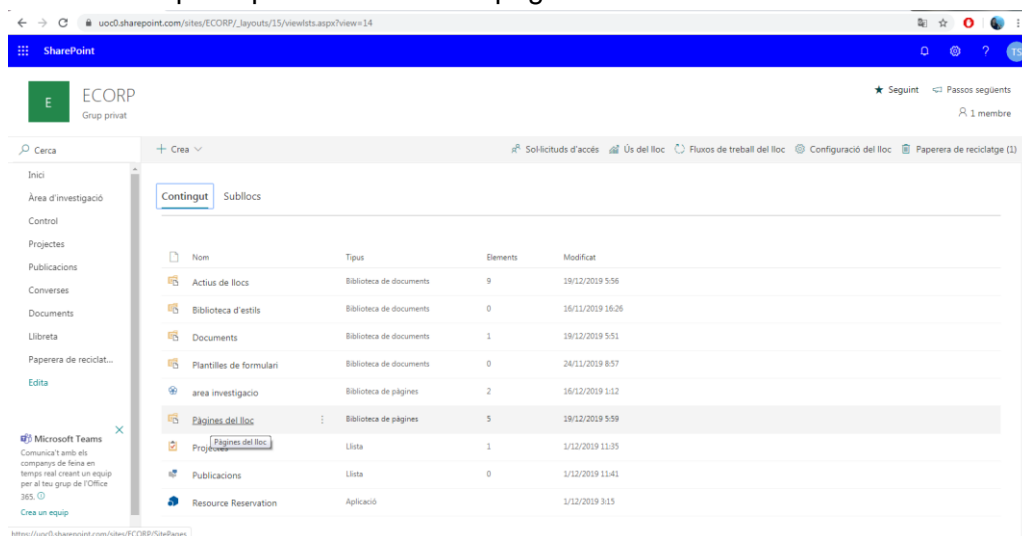 uoc0.sharepoint.com/sites/ECORP/_layouts/15/viewlsts.aspx?view=14
SharePoint
TS
E
ECORP
Grup privat
Seguint
Passos següents
1 membre
Cerca
Crea
Sol·licituds d'accés
Ús del lloc
Fluxos de treball del lloc
Configuració del lloc
Paperera de reciclatge (1)
Inici
Àrea d'investigació
Control
Projectes
Publicacions
Converses
Documents
Llibreta
Paperera de reciclat...
Edita
Contingut Subllocs
Nom Tipus Elements Modificat
Actius de llocs Biblioteca de documents 9 19/12/2019 5:56
Biblioteca d'estils Biblioteca de documents 0 16/11/2019 16:26
Documents Biblioteca de documents 1 19/12/2019 5:51
Plantilles de formulari Biblioteca de documents 0 24/11/2019 8:57
area investigacio Biblioteca de pàgines 2 16/12/2019 1:12
Pàgines del lloc Biblioteca de pàgines 5 19/12/2019 5:59
Pàgines del lloc
Projectes Llista 1 1/12/2019 11:35
Publicacions Llista 0 1/12/2019 11:41
Resource Reservation Aplicació 1/12/2019 3:15
Microsoft Teams
Comunica't amb els
companys de feina en
temps real creant un equip
per al teu grup de l'Office
365.
Crea un equip
https://uoc0.sharepoint.com/sites/ECORP/SitePages